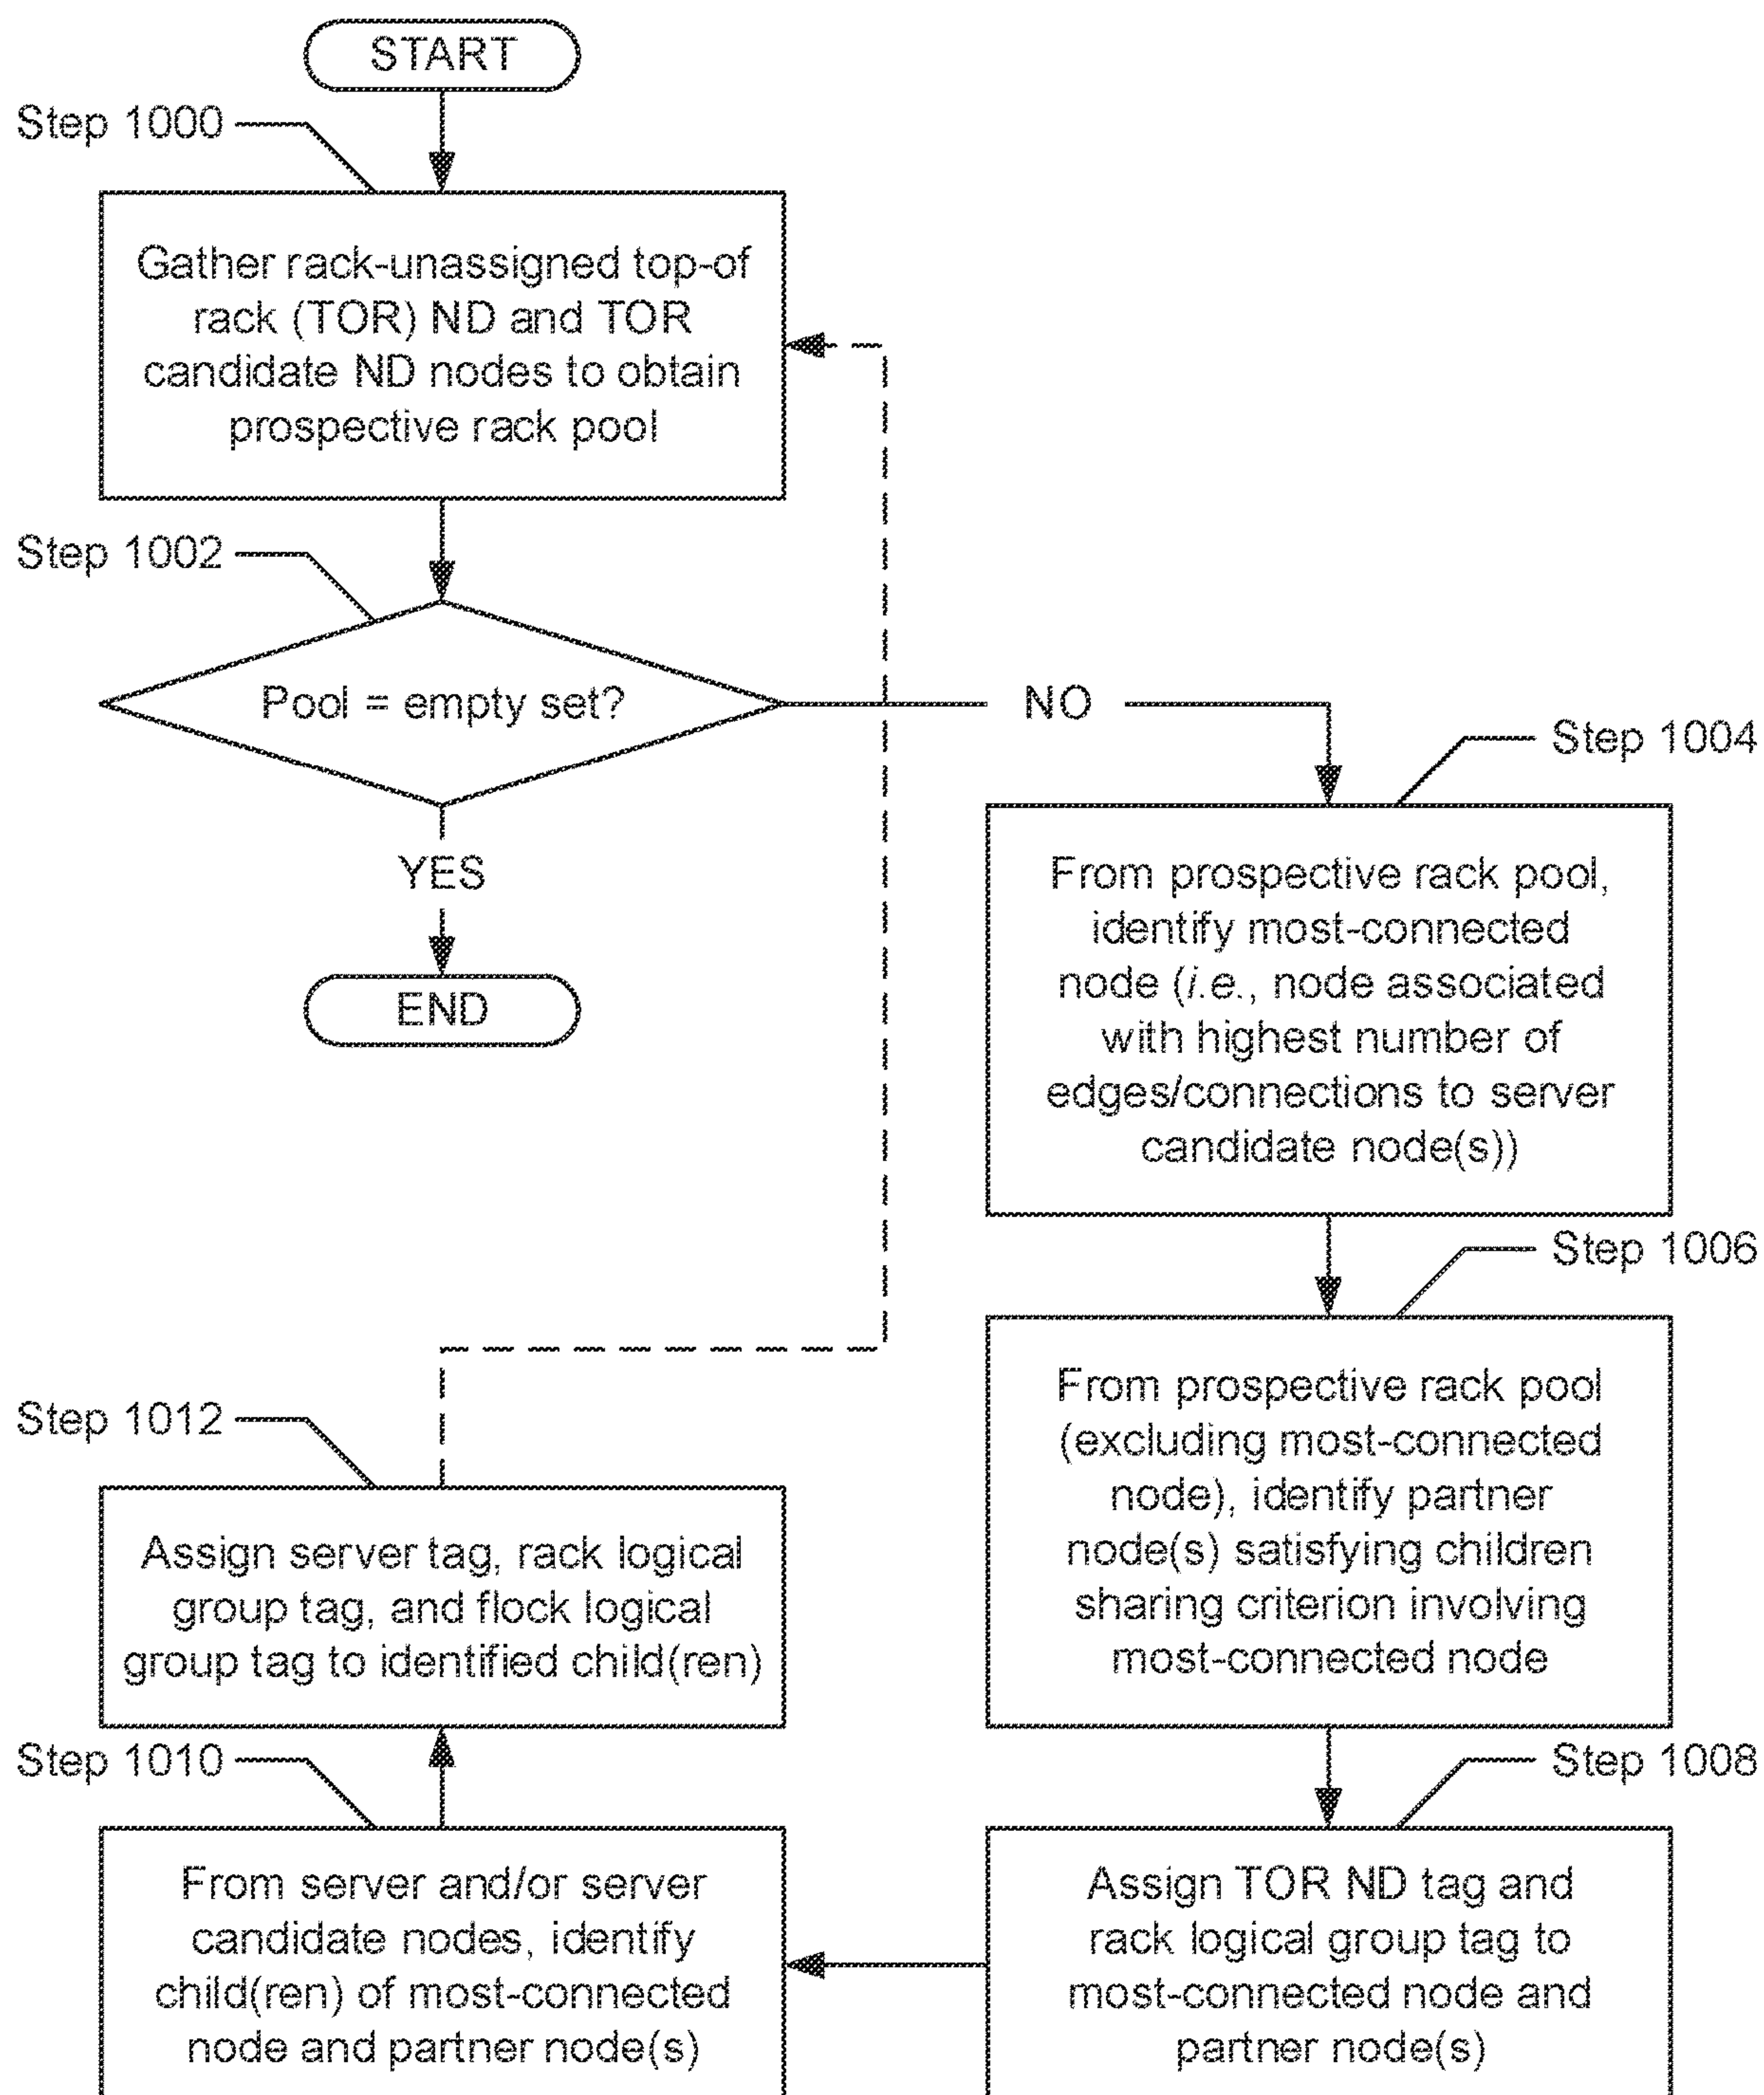 START
Step 1000
Gather rack-unassigned top-of
rack (TOR) ND and TOR
candidate ND nodes to obtain
prospective rack pool
Step 1002
Pool = empty set?
NO
YES
END
Step 1004
From prospective rack pool,
identify most-connected
node (i.e., node associated
with highest number of
edges/connections to server
candidate node(s))
Step 1006
From prospective rack pool
(excluding most-connected
node), identify partner
node(s) satisfying children
sharing criterion involving
most-connected node
Step 1008
Assign TOR ND tag and
rack logical group tag to
most-connected node and
partner node(s)
Step 1010
From server and/or server
candidate nodes, identify
child(ren) of most-connected
node and partner node(s)
Step 1012
Assign server tag, rack logical
group tag, and flock logical
group tag to identified child(ren)